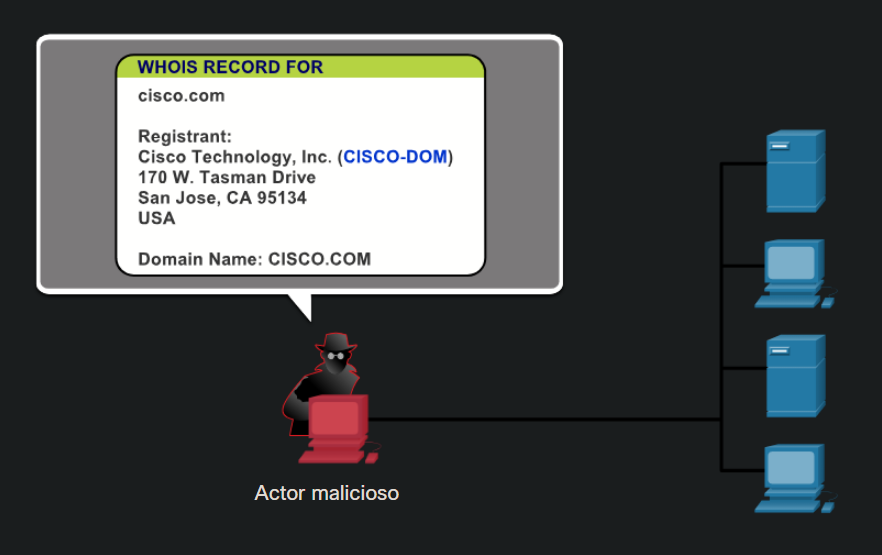 WHOIS RECORD FOR
cisco.com
Registrant:
Cisco Technology, Inc. (CISCO-DOM)
170 W. Tasman Drive
San Jose, CA 95134
USA
Domain Name: CISCO.COM
Actor malicioso